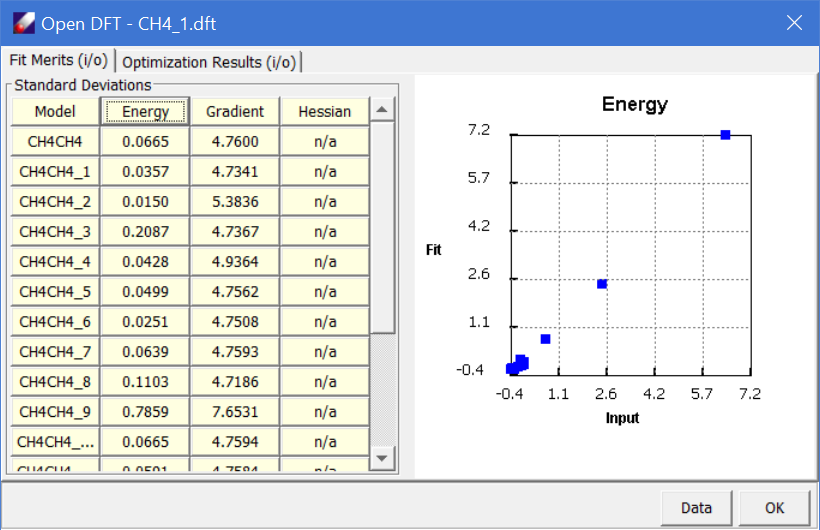 Open DFT - CH4_1.dft
Fit Merits (i/o) Optimization Results (i/o)
Standard Deviations
Model Energy Gradient Hessian
CH4CH4 0.0665 4.7600 n/a
CH4CH4_1 0.0357 4.7341 n/a
CH4CH4_2 0.0150 5.3836 n/a
CH4CH4_3 0.2087 4.7367 n/a
CH4CH4_4 0.0428 4.9364 n/a
CH4CH4_5 0.0499 4.7562 n/a
CH4CH4_6 0.0251 4.7508 n/a
CH4CH4_7 0.0639 4.7593 n/a
CH4CH4_8 0.1103 4.7186 n/a
CH4CH4_9 0.7859 7.6531 n/a
CH4CH4_... 0.0665 4.7594 n/a
Energy
7.2
5.7
4.2
Fit
2.6
1.1
-0.4
-0.4 1.1 2.6 4.2 5.7 7.2
Input
Data OK